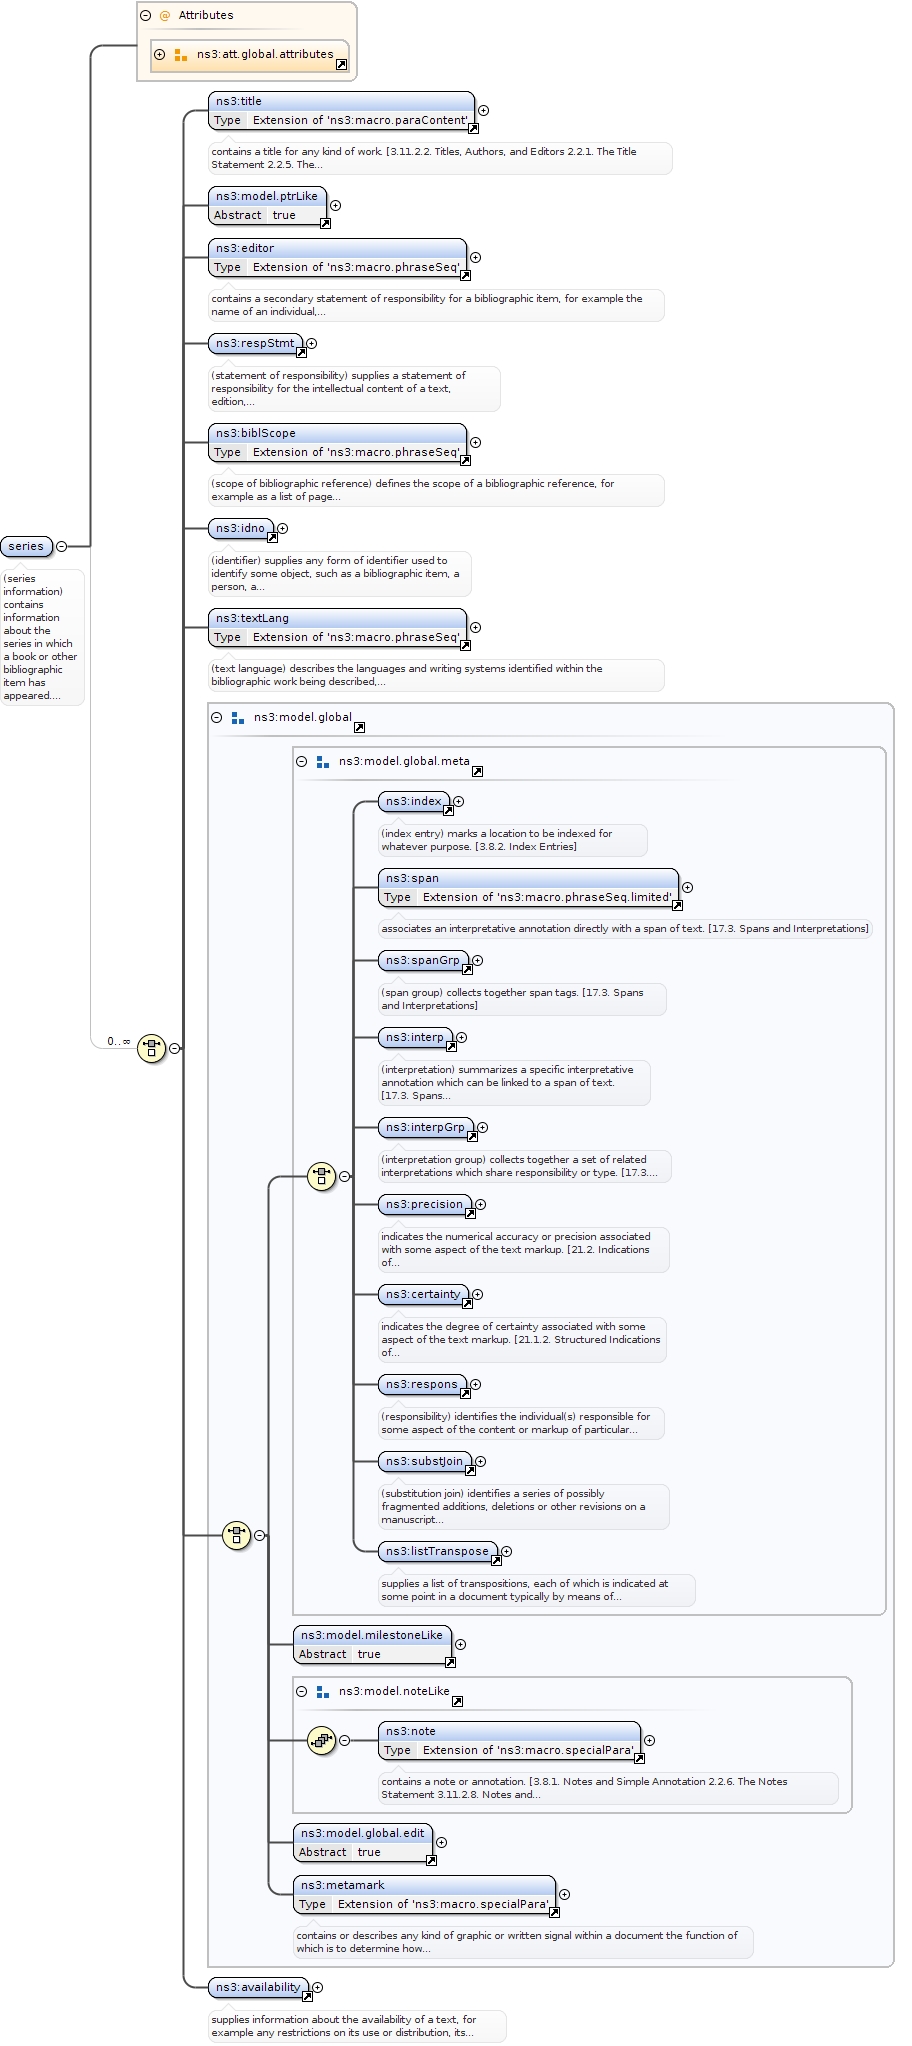 Attributes
ns3:att.global.attributes
ns3:title
Type Extension of 'ns3:macro.paraContent'
contains a title for any kind of work. [3.11.2.2. Titles, Authors, and Editors 2.2.1. The Title
Statement 2.2.5. The...
ns3:model.ptrLike
Abstract true
ns3:editor
Type Extension of 'ns3:macro.phraseSeq'
contains a secondary statement of responsibility for a bibliographic item, for example the
name of an individual,...
ns3:respStmt
(statement of responsibility) supplies a statement of
responsibility for the intellectual content of a text,
edition,...
ns3:biblScope
Type Extension of 'ns3:macro.phraseSeq'
(scope of bibliographic reference) defines the scope of a bibliographic reference, for
example as a list of page...
ns3:idno
(identifier) supplies any form of identifier used to
identify some object, such as a bibliographic item, a
person, a...
series
(series
information)
contains
information
about the
series in which
a book or other
bibliographic
item has
appeared....
ns3:textLang
Type Extension of 'ns3:macro.phraseSeq'
(text language) describes the languages and writing systems identified within the
bibliographic work being described,...
ns3:model.global
ns3:model.global.meta
ns3:index
(index entry) marks a location to be indexed for
whatever purpose. [3.8.2. Index Entries]
ns3:span
Type Extension of 'ns3:macro.phraseSeq.limited'
associates an interpretative annotation directly with a span of text. [17.3. Spans and Interpretations]
ns3:spanGrp
(span group) collects together span tags. [17.3. Spans
and Interpretations]
ns3:interp
0..∞
(interpretation) summarizes a specific interpretative
annotation which can be linked to a span of text.
[17.3. Spans...
ns3:interpGrp
(interpretation group) collects together a set of related
interpretations which share responsibility or type. [17.3....
ns3:precision
indicates the numerical accuracy or precision associated
with some aspect of the text markup. [21.2. Indications
of...
ns3:certainty
indicates the degree of certainty associated with some
aspect of the text markup. [21.1.2. Structured Indications
of...
ns3:respons
(responsibility) identifies the individual(s) responsible for
some aspect of the content or markup of particular...
ns3:substJoin
(substitution join) identifies a series of possibly
fragmented additions, deletions or other revisions on a
manuscript...
ns3:listTranspose
supplies a list of transpositions, each of which is indicated at
some point in a document typically by means of...
ns3:model.milestoneLike
Abstract true
ns3:model.noteLike
ns3:note
Type Extension of 'ns3:macro.specialPara'
contains a note or annotation. [3.8.1. Notes and Simple Annotation 2.2.6. The Notes
Statement 3.11.2.8. Notes and...
ns3:model.global.edit
Abstract true
ns3:metamark
Type Extension of 'ns3:macro.specialPara'
contains or describes any kind of graphic or written signal within a document the function of
which is to determine how...
ns3:availability
supplies information about the availability of a text, for
example any restrictions on its use or distribution, its...